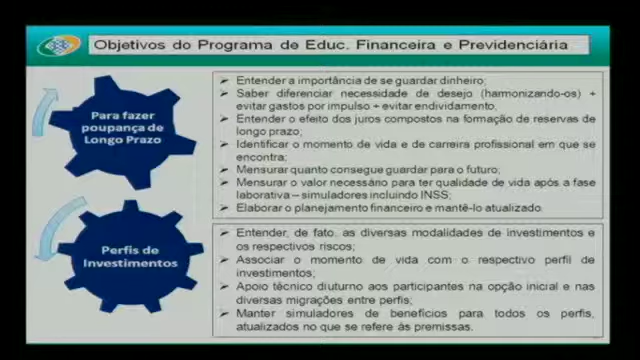 Objetivos do Programa de Educ. Financeira e Previdenciária
Para fazer
poupança de
Longo Prazo
➤ Entender a importância de se guardar dinheiro;
➤ Saber diferenciar necessidade de desejo (harmonizando-os) +
evitar gastos por impulso + evitar endividamento;
➤ Entender o efeito dos juros compostos na formação de reservas de
longo prazo;
➤ Identificar o momento de vida e de carreira profissional em que se
encontra;
➤ Mensurar quanto consegue guardar para o futuro;
➤ Mensurar o valor necessário para ter qualidade de vida após a fase
laborativa – simuladores incluindo INSS;
➤ Elaborar o planejamento financeiro e mantê-lo atualizado.
Perfis de
Investimentos
➤ Entender, de fato, as diversas modalidades de investimentos e
os respectivos riscos;
➤ Associar o momento de vida com o respectivo perfil de
investimentos;
➤ Apoio técnico diuturno aos participantes na opção inicial e nas
diversas migrações entre perfis;
➤ Manter simuladores de benefícios para todos os perfis,
atualizados no que se refere às premissas.